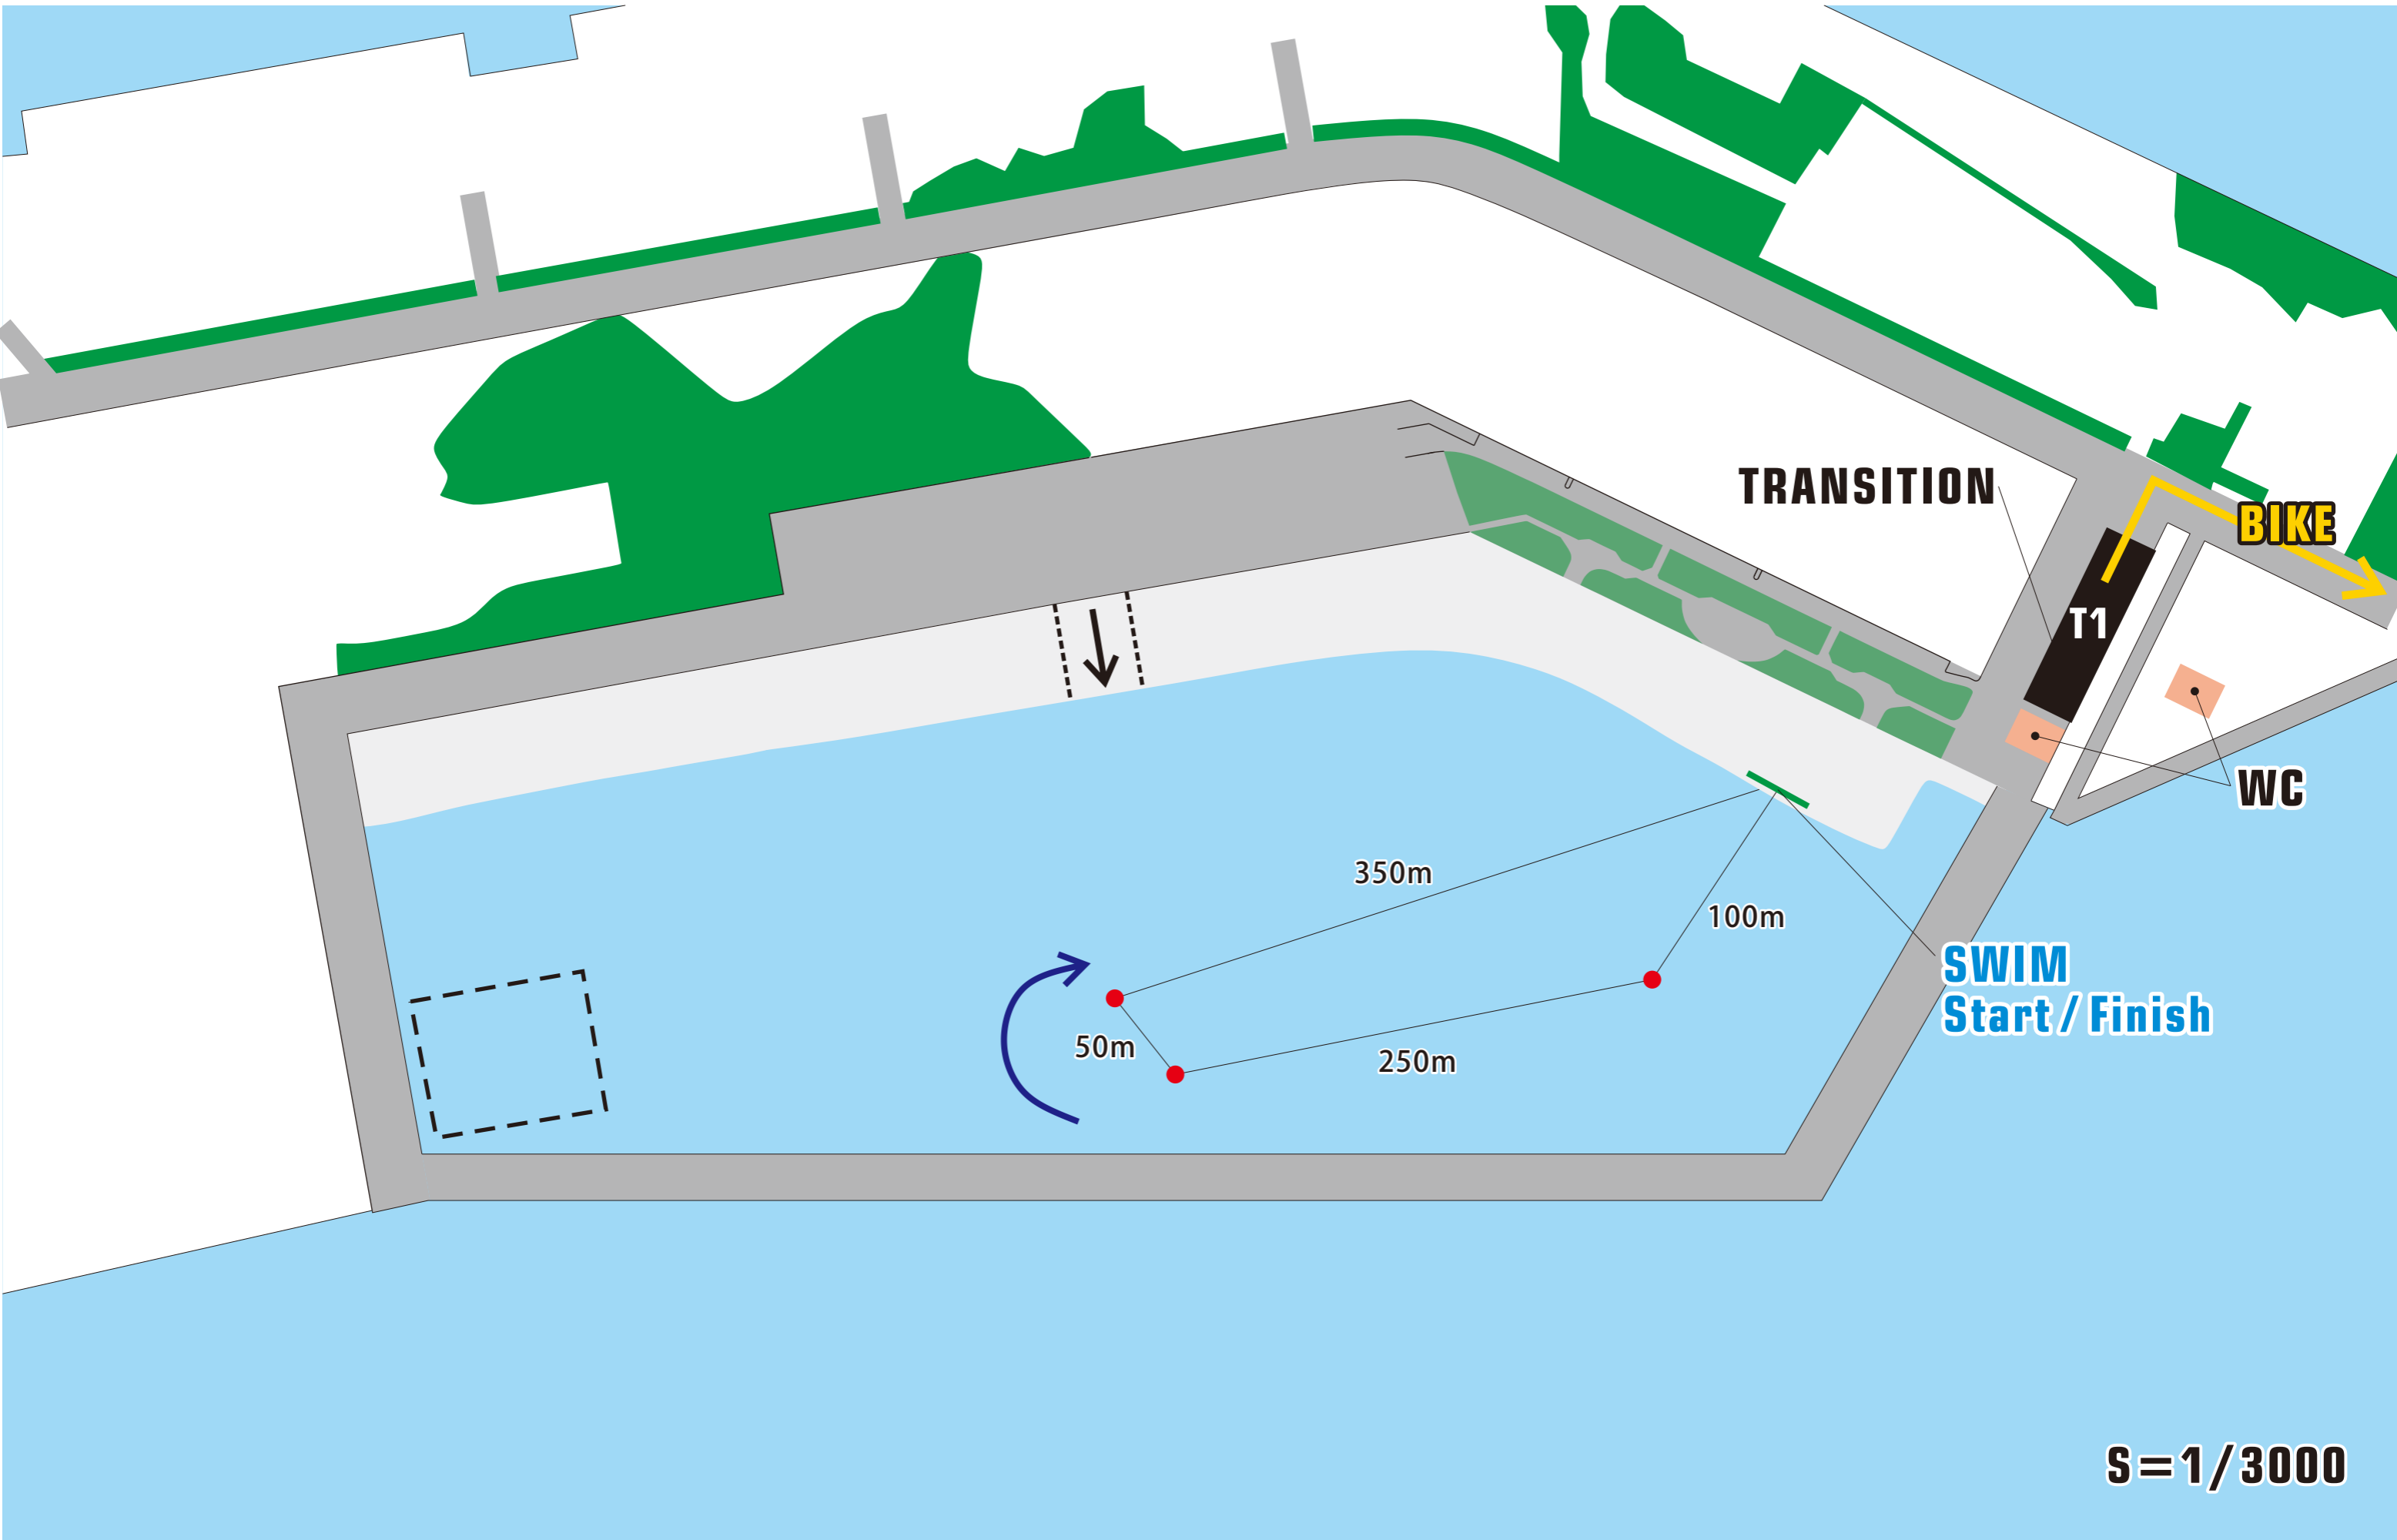 TRANSITION
BIKE
T1
WC
350m
100m
SWIM
Start / Finish
50m
250m
S=1/3000